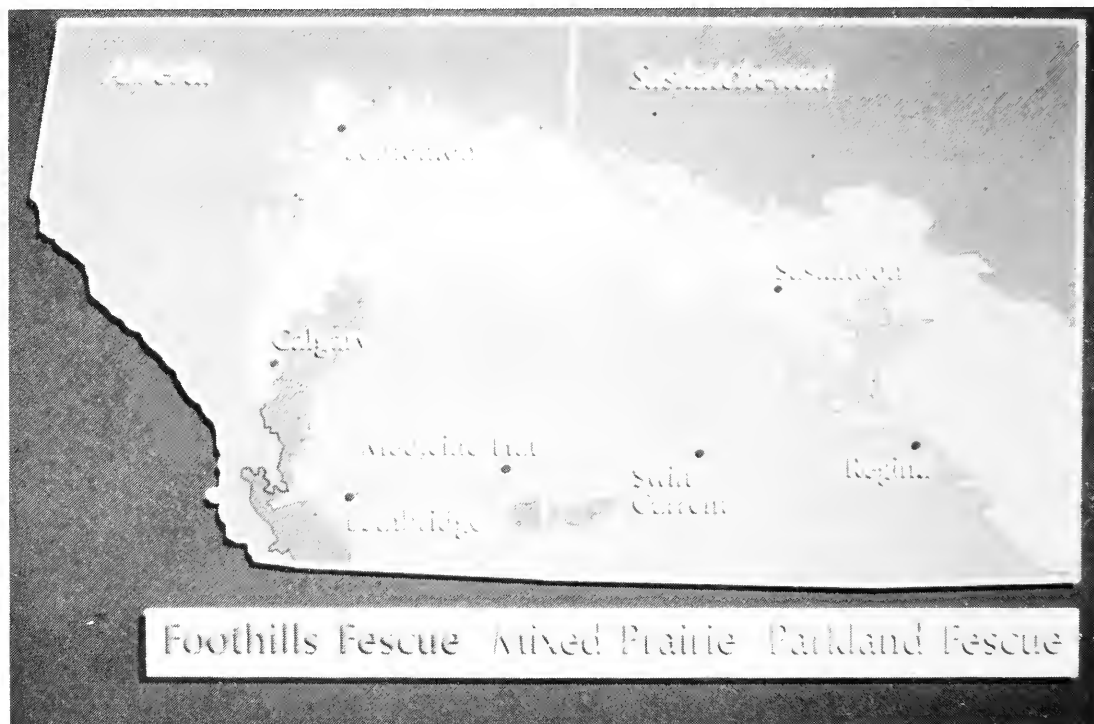 Alberta
Saskatchewan
Edmonton
Saskatoon
Calgary
Medicine Hat
Swift
Current
Regina
Lethbridge
Foothills Fescue Mixed Prairie Parkland Fescue